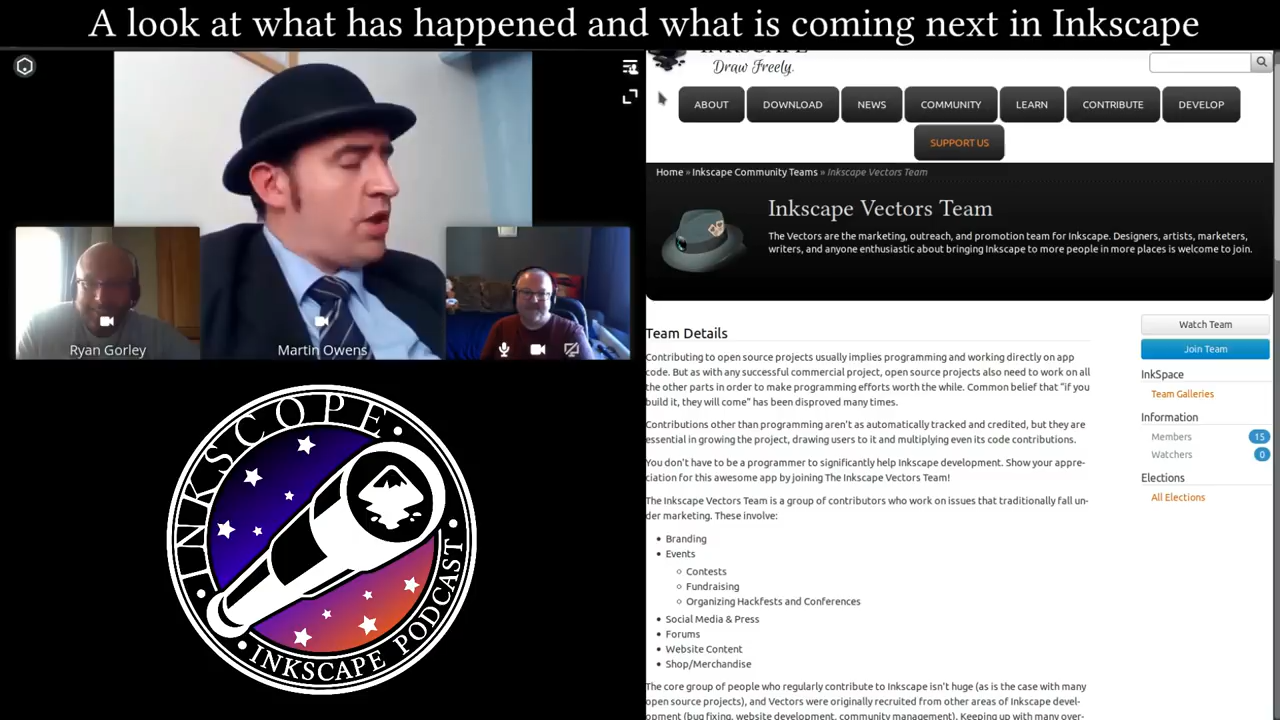 A look at what has happened and what is coming next in Inkscape
Ryan Gorley
Martin Owens
INKSCOPE
INKSCAPE PODCAST
INKSCAPE
Draw Freely.
ABOUT
DOWNLOAD
NEWS
COMMUNITY
LEARN
CONTRIBUTE
DEVELOP
SUPPORT US
Home » Inkscape Community Teams » Inkscape Vectors Team
Inkscape Vectors Team
The Vectors are the marketing, outreach, and promotion team for Inkscape. Designers, artists, marketers,
writers, and anyone enthusiastic about bringing Inkscape to more people in more places is welcome to join.
Team Details
Contributing to open source projects usually implies programming and working directly on app
code. But as with any successful commercial project, open source projects also need to work on all
the other parts in order to make programming efforts worth the while. Common belief that “if you
build it, they will come” has been disproved many times.
Contributions other than programming aren't as automatically tracked and credited, but they are
essential in growing the project, drawing users to it and multiplying even its code contributions.
You don't have to be a programmer to significantly help Inkscape development. Show your appre-
ciation for this awesome app by joining The Inkscape Vectors Team!
The Inkscape Vectors Team is a group of contributors who work on issues that traditionally fall un-
der marketing. These involve:
Branding
Events
Contests
Fundraising
Organizing Hackfests and Conferences
Social Media & Press
Forums
Website Content
Shop/Merchandise
The core group of people who regularly contribute to Inkscape isn't huge (as is the case with many
open source projects), and Vectors were originally recruited from other areas of Inkscape devel-
opment (bug fixing, website development, community management). Keeping up with many over-
Watch Team
Join Team
InkSpace
Team Galleries
Information
Members 15
Watchers 0
Elections
All Elections